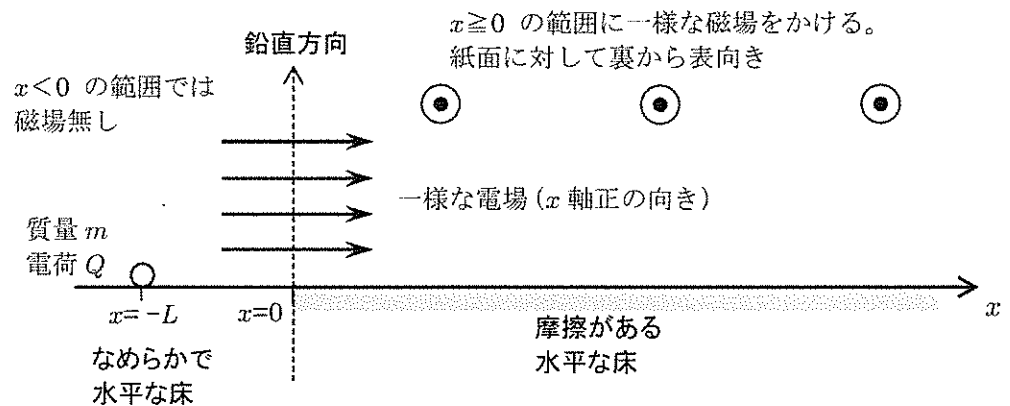 x≧0 の範囲に一様な磁場をかける。
紙面に対して裏から表向き
鉛直方向
x<0 の範囲では
磁場無し
一様な電場(x 軸正の向き)
質量 m
電荷 Q
x=−L
x=0
x
なめらかで
水平な床
摩擦がある
水平な床